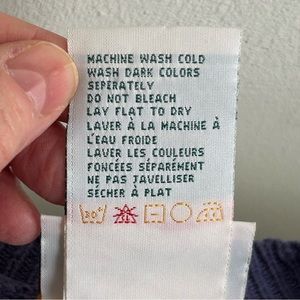 MACHINE WASH COLD
WASH DARK COLORS
SEPERATELY
DO NOT BLEACH
LAY FLAT TO DRY
LAVER À LA MACHINE À
L'EAU FROIDE
LAVER LES COULEURS
FONCÉES SÉPARÉMENT
NE PAS JAVELLISER
SÉCHER À PLAT
30°